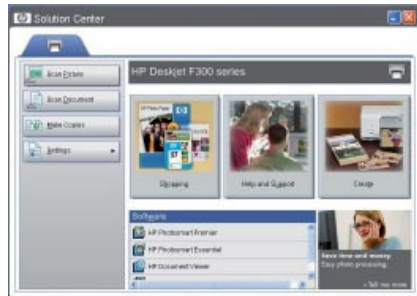 hp Solution Center
Scan Picture
Scan Document
Make Copies
Settings
HP Deskjet F300 series
Shopping
Help and Support
Create
Software
HP Photosmart Premier
HP Photosmart Essential
HP Document Viewer
Save time and money.
Easy photo processing.
Tell me more